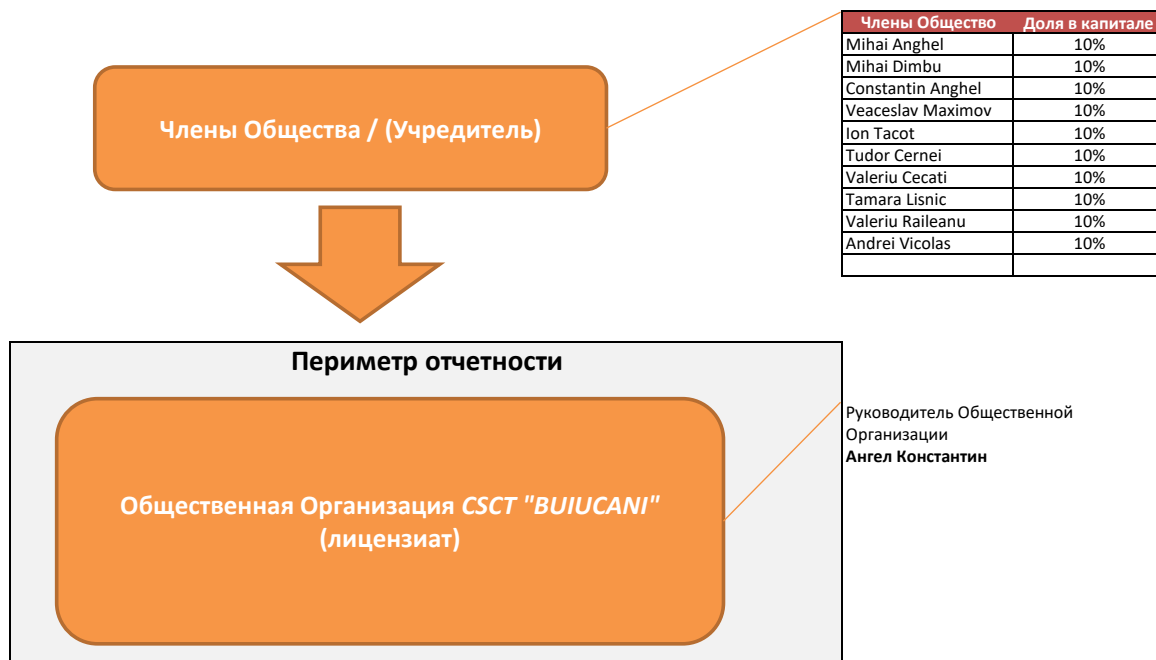 Члены Общество Доля в капитале
Mihai Anghel 10%
Mihai Dimbu 10%
Constantin Anghel 10%
Veaceslav Maximov 10%
Ion Tacot 10%
Tudor Cernei 10%
Valeriu Cecati 10%
Tamara Lisnic 10%
Valeriu Raileanu 10%
Andrei Vicolas 10%
Члены Общества / (Учредитель)
Периметр отчетности
Общественная Организация CSCT "BUIUCANI"
(лицензиат)
Руководитель Общественной
Организации
Ангел Константин